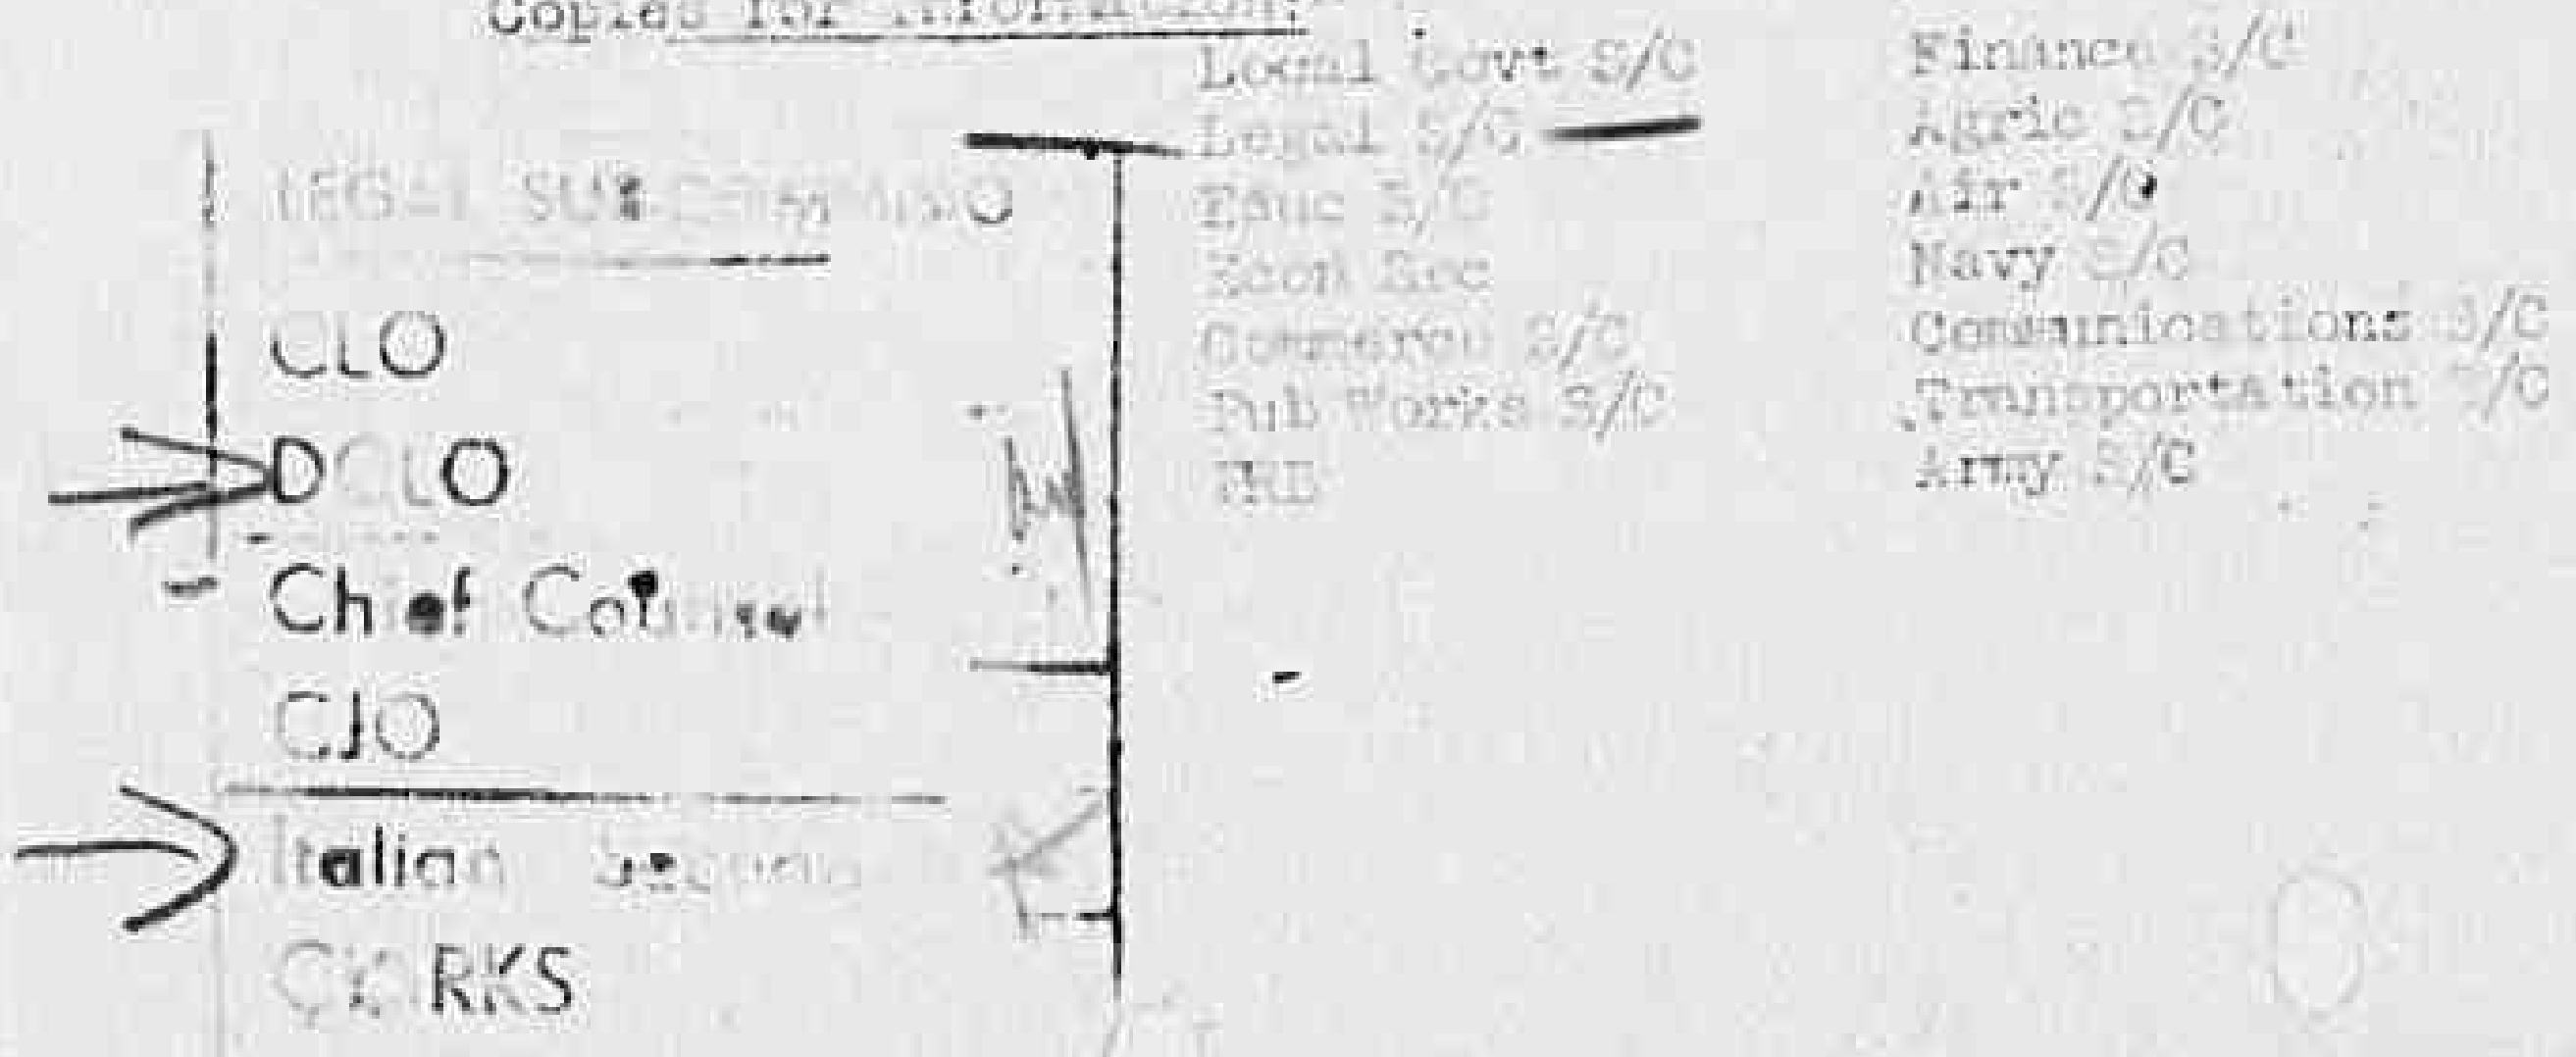 Copies for Information:
Local Govt S/C
Legal S/C
Educ S/C
Econ Sec
Commerce S/C
Pub Works S/C
Finance S/C
Agric S/C
Air S/C
Navy S/C
Communications S/C
Transportation S/C
Army S/C
LEGAL SUB
CLO
DCLO
Chief Counsel
CJO
Italian
CLERKS